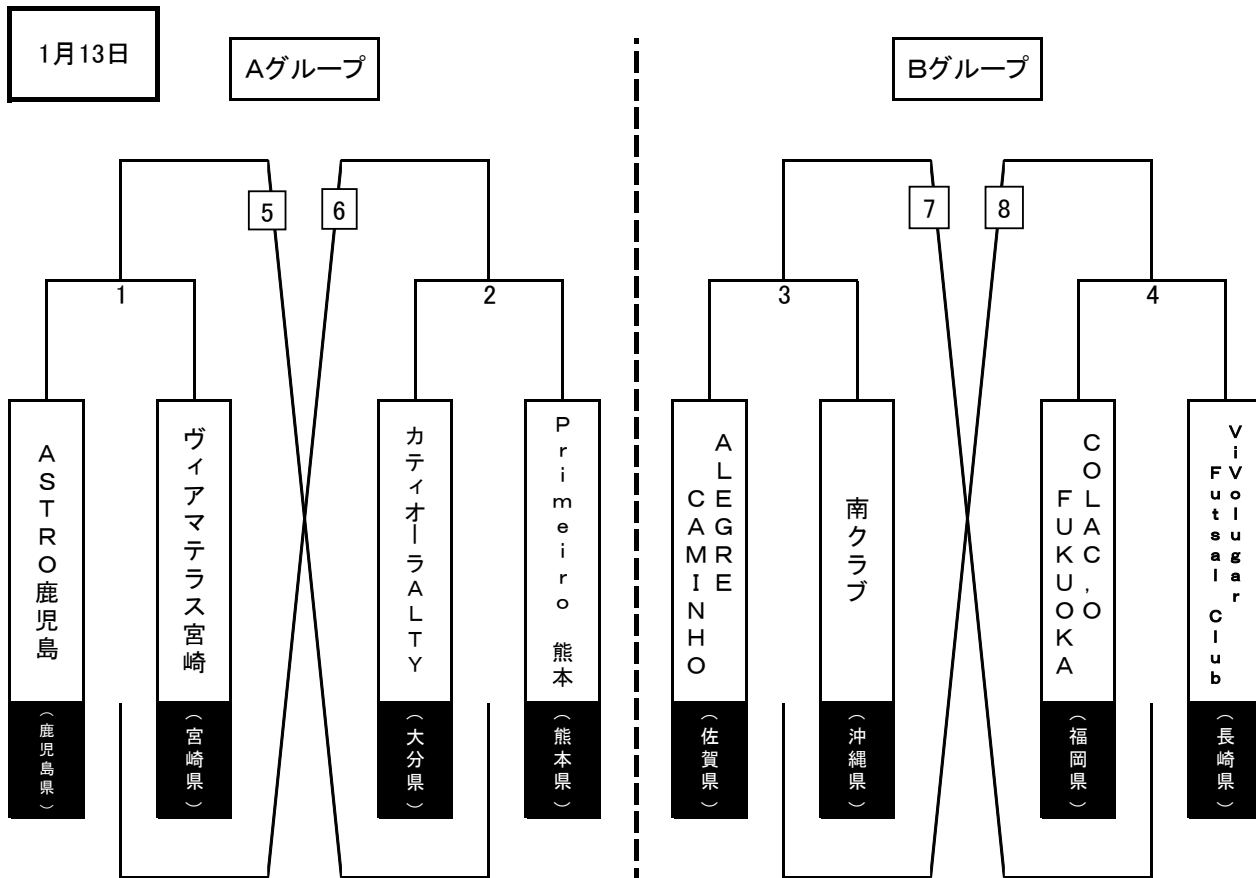 1月13日
Aグループ
Bグループ
5
6
7
8
1
2
3
4
ASTRO鹿児島
ヴィアマテラス宮崎
カティオーラALTY
Primeiro 熊本
ALEGRE
CAMINHO
南クラブ
COLAC,O
FUKUOKA
ViVolugar
Futsal Club
（鹿児島県）
（宮崎県）
（大分県）
（熊本県）
（佐賀県）
（沖縄県）
（福岡県）
（長崎県）